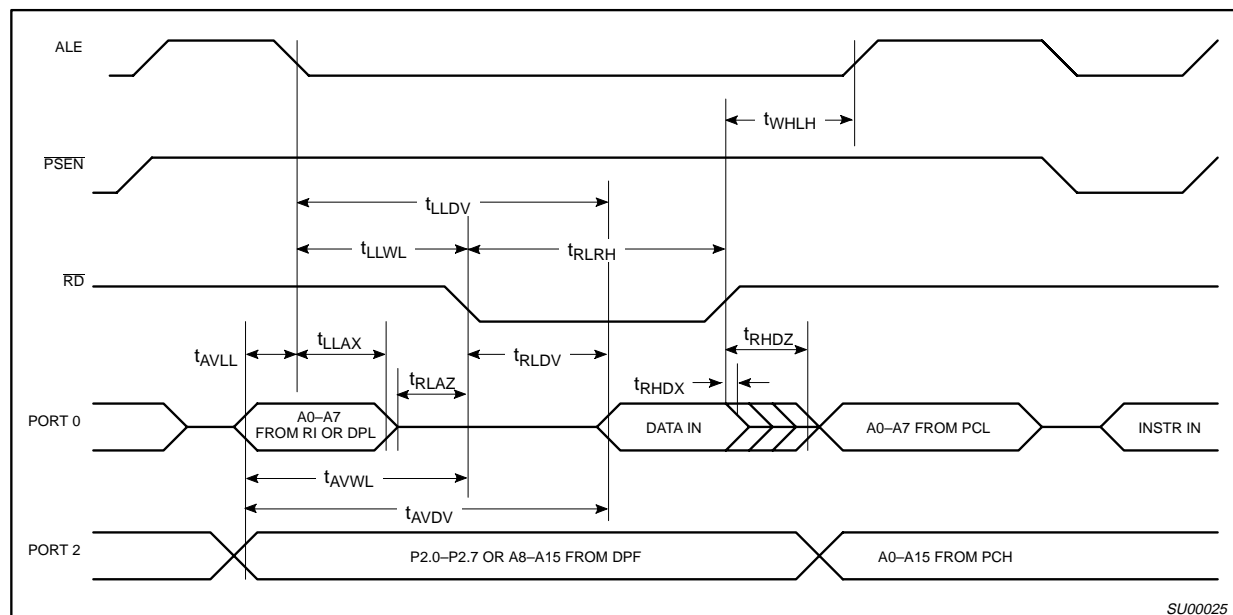 ALE
tWHLH
PSEN
tLLDV
tLLWL
tRLRH
RD
tAVLL
tLLAX
tRLAZ
tRLDV
tRHDZ
tRHDX
PORT 0
A0–A7
FROM RI OR DPL
DATA IN
A0–A7 FROM PCL
INSTR IN
tAVWL
tAVDV
PORT 2
P2.0–P2.7 OR A8–A15 FROM DPF
A0–A15 FROM PCH
SU00025